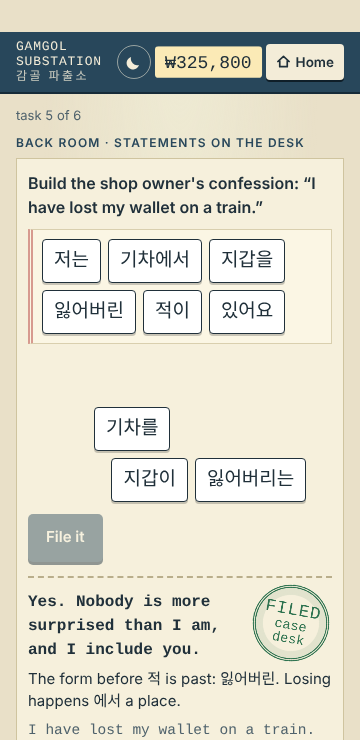 GAMGOL
SUBSTATION
감골 파출소
₩325,800
Home
task 5 of 6
BACK ROOM · STATEMENTS ON THE DESK
Build the shop owner's confession: “I
have lost my wallet on a train.”
저는 기차에서 지갑을
잃어버린 적이 있어요
기차를
지갑이 잃어버리는
File it
Yes. Nobody is more
surprised than I am,
and I include you.
FILED
case
desk
The form before 적 is past: 잃어버린. Losing
happens 에서 a place.
I have lost my wallet on a train.